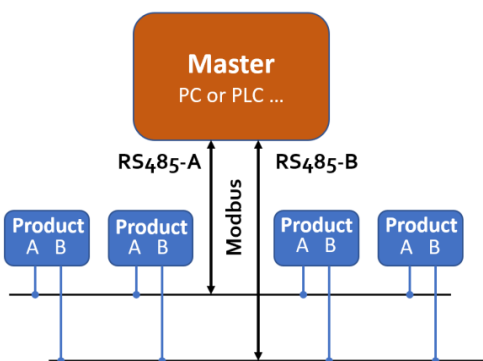 Master
PC or PLC ...
RS485-A
RS485-B
Modbus
Product
A B
Product
A B
Product
A B
Product
A B